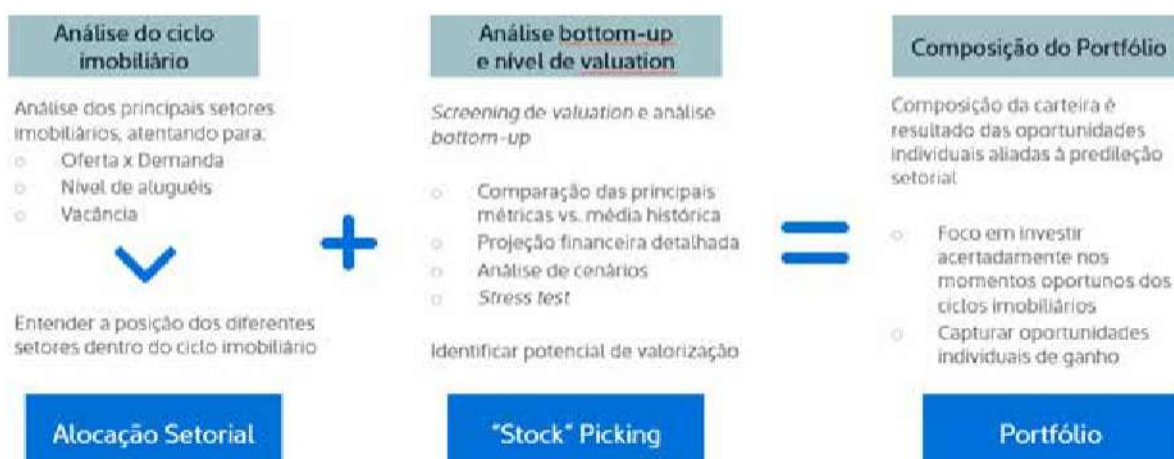 Análise do ciclo
imobiliário
Análise dos principais setores
imobiliários, atentando para:
Oferta x Demanda
Nível de aluguéis
Vacância
Entender a posição dos diferentes
setores dentro do ciclo imobiliário
Alocação Setorial
+
Análise bottom-up
e nível de valuation
Screening de valuation e análise
bottom-up
Comparação das principais
métricas vs. média histórica
Projeção financeira detalhada
Análise de cenários
Stress test
Identificar potencial de valorização
"Stock" Picking
=
Composição do Portfólio
Composição da carteira é
resultado das oportunidades
individuais aliadas à predileção
setorial
Foco em investir
acertadamente nos
momentos oportunos dos
ciclos imobiliários
Capturar oportunidades
individuais de ganho
Portfólio